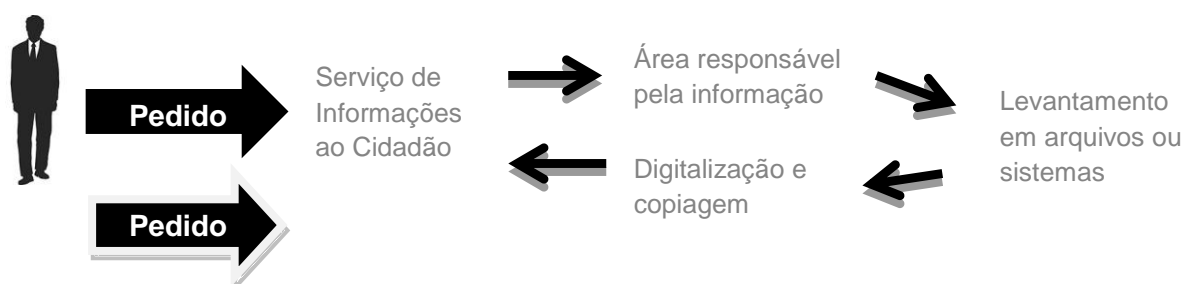 Pedido
Serviço de
Informações
ao Cidadão
Área responsável
pela informação
Levantamento
em arquivos ou
sistemas
Digitalização e
copiagem
Pedido